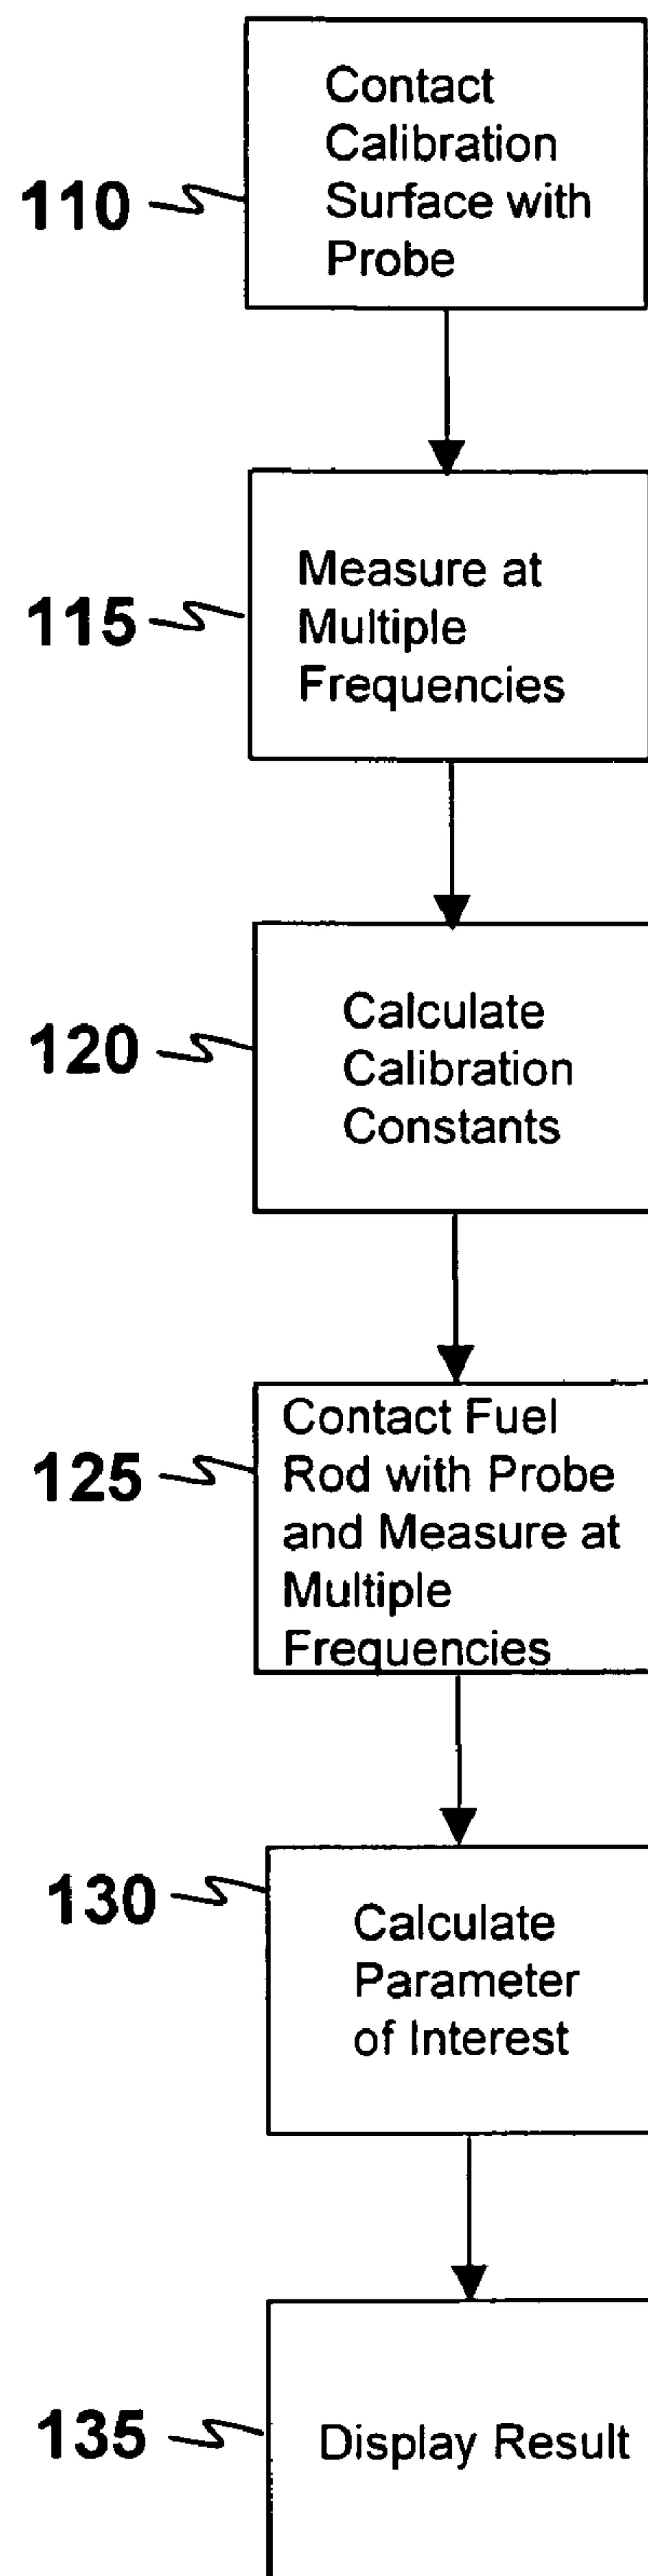 110
Contact
Calibration
Surface with
Probe
115
Measure at
Multiple
Frequencies
120
Calculate
Calibration
Constants
125
Contact Fuel
Rod with Probe
and Measure at
Multiple
Frequencies
130
Calculate
Parameter
of Interest
135
Display Result